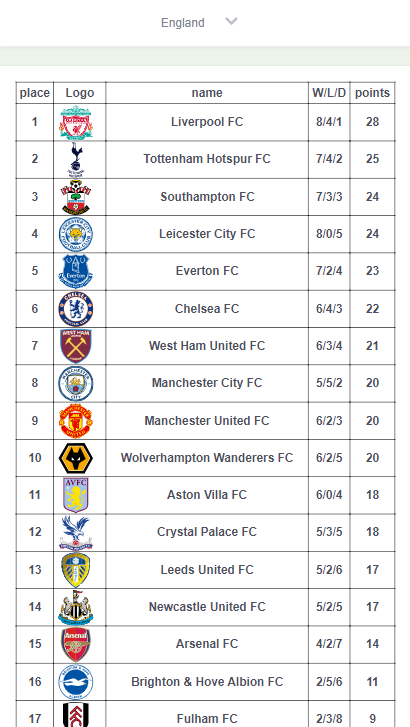 England
place Logo name W/L/D points
1 Liverpool FC 8/4/1 28
2 Tottenham Hotspur FC 7/4/2 25
3 Southampton FC 7/3/3 24
4 Leicester City FC 8/0/5 24
5 Everton FC 7/2/4 23
6 Chelsea FC 6/4/3 22
7 WEST HAM West Ham United FC 6/3/4 21
8 Manchester City FC 5/5/2 20
9 Manchester United FC 6/2/3 20
10 Wolverhampton Wanderers FC 6/2/5 20
11 AVFC Aston Villa FC 6/0/4 18
12 Crystal Palace FC 5/3/5 18
13 Leeds United FC 5/2/6 17
14 Newcastle United FC 5/2/5 17
15 Arsenal Arsenal FC 4/2/7 14
16 Brighton & Hove Albion FC 2/5/6 11
17 Fulham FC 2/3/8 9